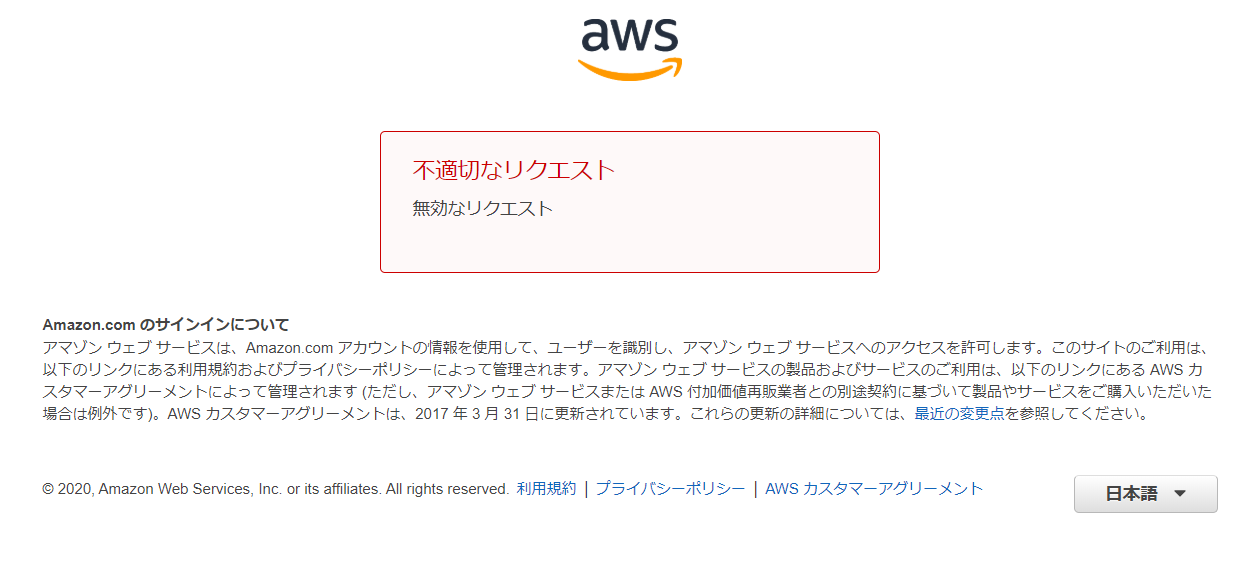 aws
不適切なリクエスト
無効なリクエスト
Amazon.com のサインインについて
アマゾン ウェブ サービスは、Amazon.com アカウントの情報を使用して、ユーザーを識別し、アマゾン ウェブ サービスへのアクセスを許可します。このサイトのご利用は、
以下のリンクにある利用規約およびプライバシーポリシーによって管理されます。アマゾン ウェブ サービスの製品およびサービスのご利用は、以下のリンクにある AWS カ
スタマーアグリーメントによって管理されます (ただし、アマゾン ウェブ サービスまたは AWS 付加価値再販業者との別途契約に基づいて製品やサービスをご購入いただいた
場合は例外です)。AWS カスタマーアグリーメントは、2017 年 3 月 31 日に更新されています。これらの更新の詳細については、最近の変更点を参照してください。
© 2020, Amazon Web Services, Inc. or its affiliates. All rights reserved. 利用規約 | プライバシーポリシー | AWS カスタマーアグリーメント
日本語